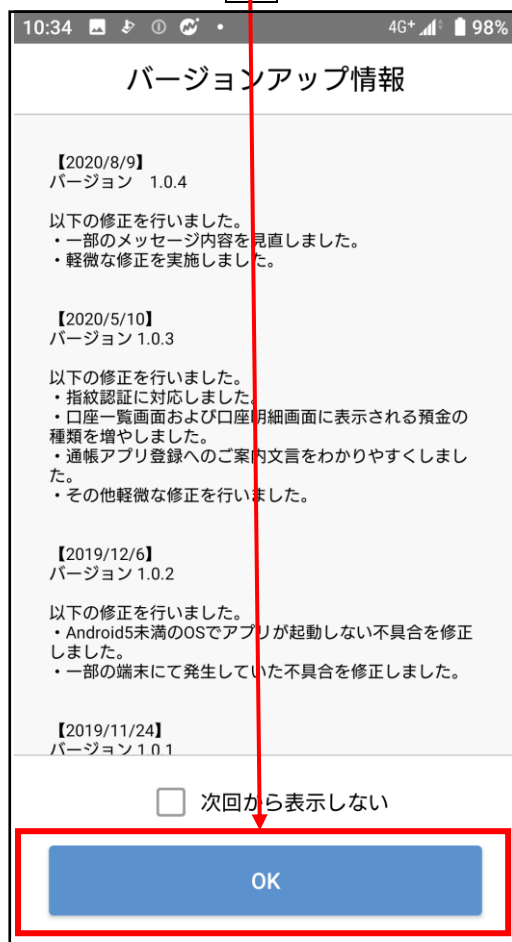 10:34 4G+ 98%
バージョンアップ情報
【2020/8/9】
バージョン　1.0.4
以下の修正を行いました。
・一部のメッセージ内容を見直しました。
・軽微な修正を実施しました。
【2020/5/10】
バージョン 1.0.3
以下の修正を行いました。
・指紋認証に対応しました。
・口座一覧画面および口座明細画面に表示される預金の
種類を増やしました。
・通帳アプリ登録へのご案内文言をわかりやすくしまし
た。
・その他軽微な修正を行いました。
【2019/12/6】
バージョン 1.0.2
以下の修正を行いました。
・Android5未満のOSでアプリが起動しない不具合を修正
しました。
・一部の端末にて発生していた不具合を修正しました。
【2019/11/24】
バージョン 1.0.1
次回から表示しない
OK